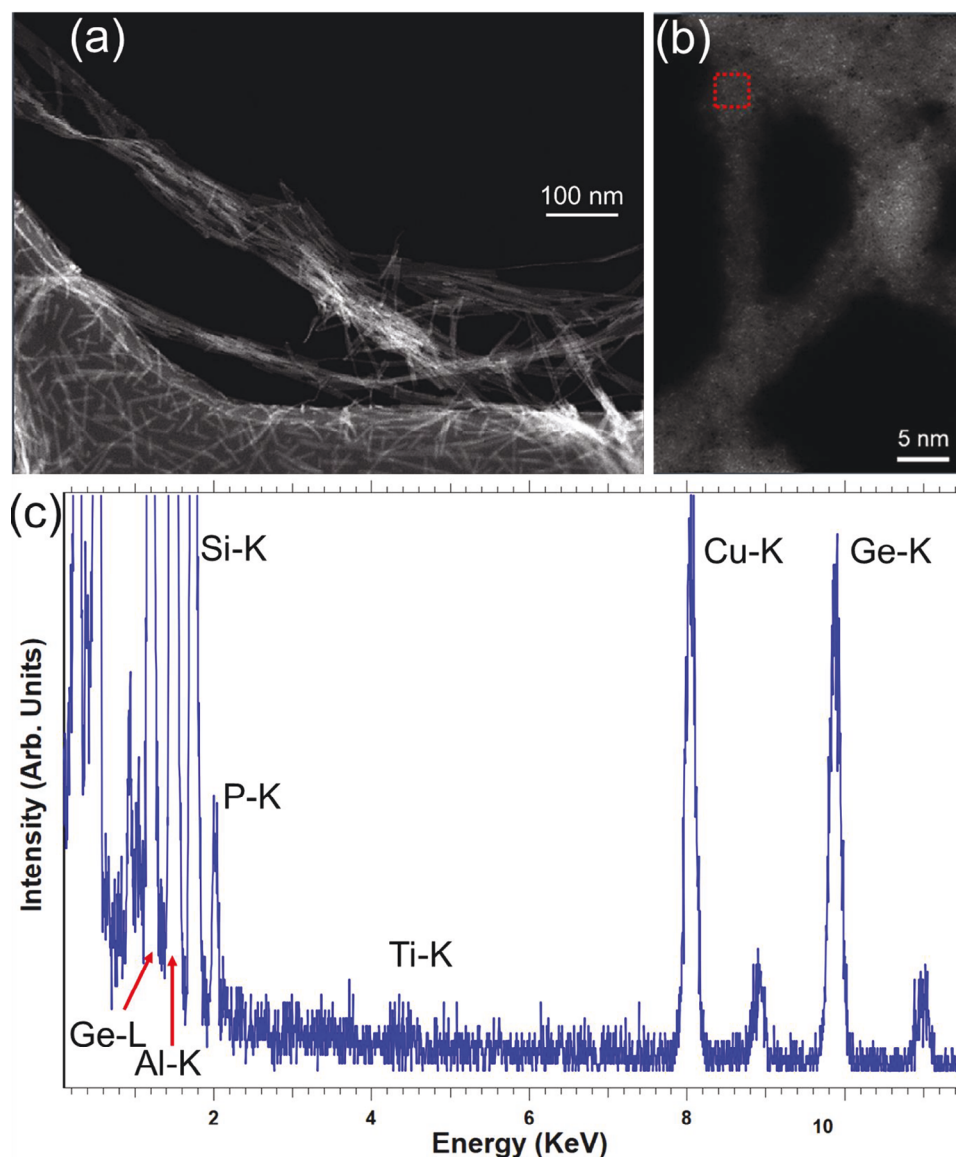 (a)
100 nm
(b)
5 nm
(c)
Si-K
Cu-K
Ge-K
P-K
Ti-K
Ge-L
Al-K
Intensity (Arb. Units)
2
4
6
8
10
Energy (KeV)